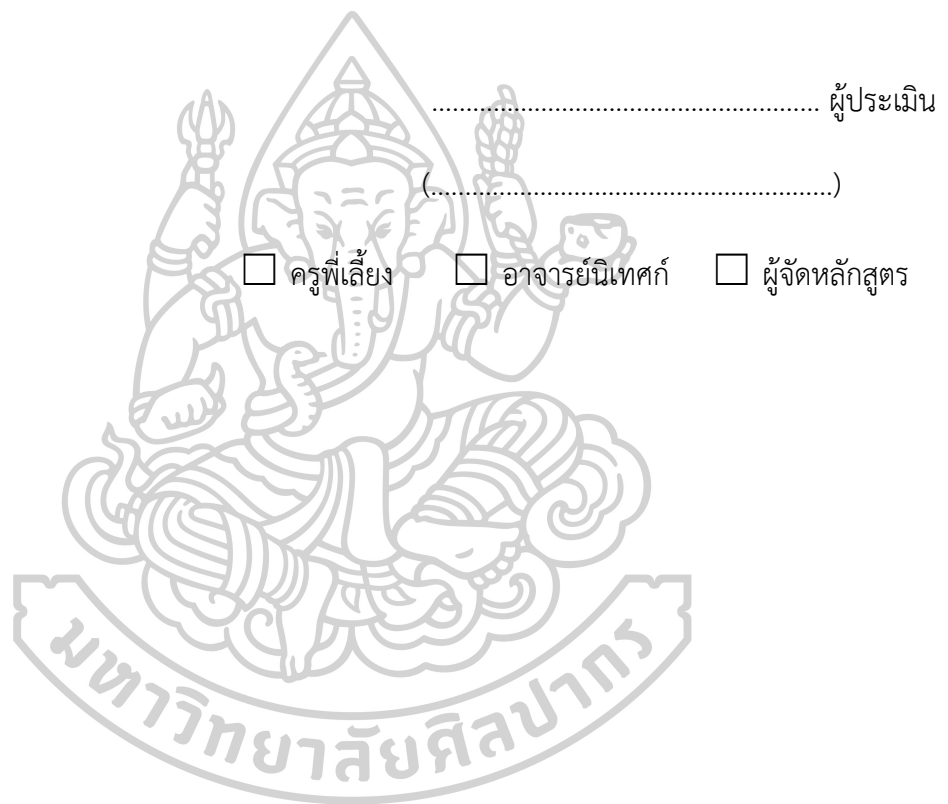 .................................................... ผู้ประเมิน
(......................................................)
☐ ครูพี่เลี้ยง ☐ อาจารย์นิเทศก์ ☐ ผู้จัดหลักสูตร
มหาวิทยาลัยศิลปากร